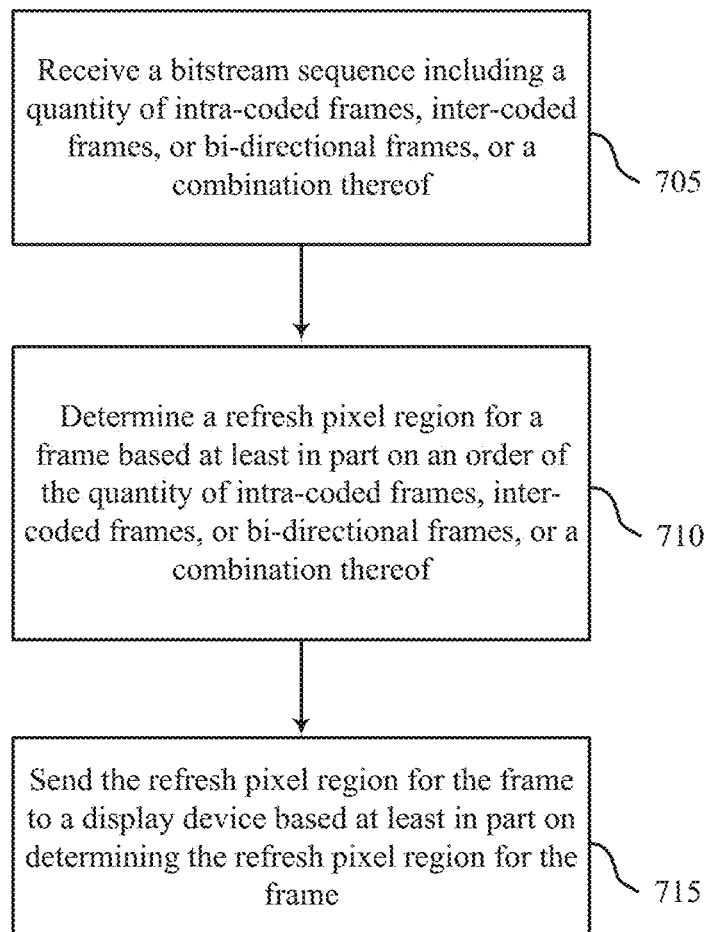 Receive a bitstream sequence including a
quantity of intra-coded frames, inter-coded
frames, or bi-directional frames, or a
combination thereof
705
Determine a refresh pixel region for a
frame based at least in part on an order of
the quantity of intra-coded frames, inter-
coded frames, or bi-directional frames, or a
combination thereof
710
Send the refresh pixel region for the frame
to a display device based at least in part on
determining the refresh pixel region for the
frame
715